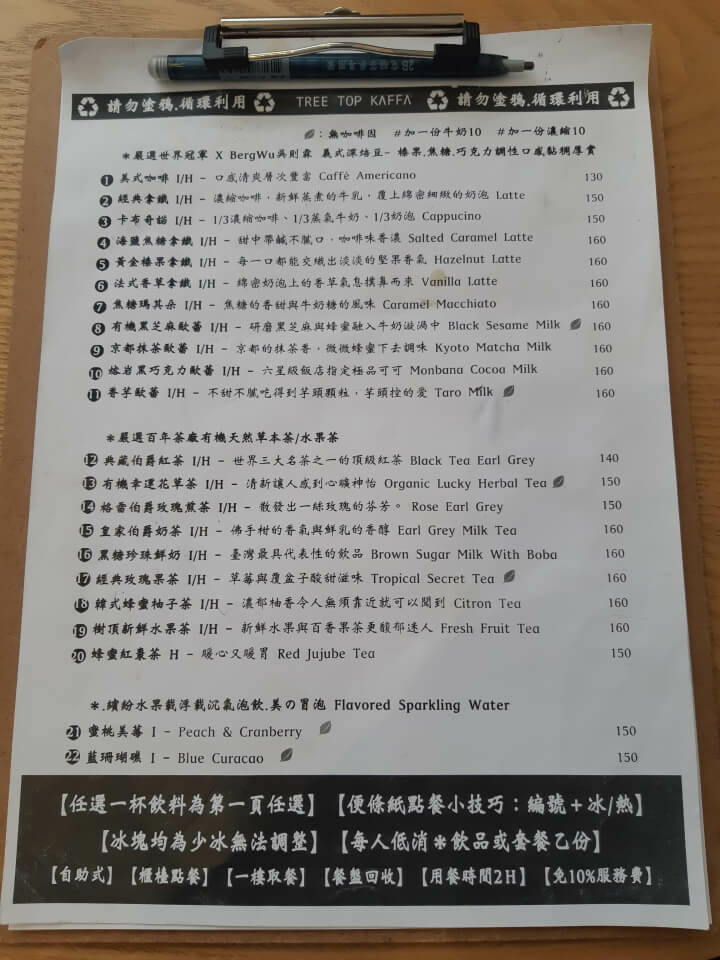 請勿塗鴉.循環利用 TREE TOP KAFFA 請勿塗鴉.循環利用
：無咖啡因 #加一份牛奶10 #加一份濃縮10
＊嚴選世界冠軍 X BergWu吳則霖 義式深焙豆- 榛果.焦糖.巧克力調性口感黏稠厚實
1 美式咖啡 I/H - 口感清爽層次豐富 Caffè Americano 130
2 經典拿鐵 I/H - 濃縮咖啡，新鮮蒸煮的牛乳，覆上綿密細緻的奶泡 Latte 150
3 卡布奇諾 I/H - 1/3濃縮咖啡、1/3蒸氣牛奶、1/3奶泡 Cappucino 150
4 海鹽焦糖拿鐵 I/H - 甜中帶鹹不膩口，咖啡味香濃 Salted Caramel Latte 160
5 黃金榛果拿鐵 I/H - 每一口都能交織出淡淡的堅果香氣 Hazelnut Latte 160
6 法式香草拿鐵 I/H - 綿密奶泡上的香草氣息撲鼻而來 Vanilla Latte 160
7 焦糖瑪其朵 I/H - 焦糖的香甜與牛奶糖的風味 Caramel Macchiato 160
8 有機黑芝麻歐蕾 I/H - 研磨黑芝麻與蜂蜜融入牛奶漩渦中 Black Sesame Milk 160
9 京都抹茶歐蕾 I/H - 京都的抹茶香，微微蜂蜜下去調味 Kyoto Matcha Milk 160
10 熔岩黑巧克力歐蕾 I/H - 六星級飯店指定極品可可 Monbana Cocoa Milk 160
11 香芋歐蕾 I/H - 不甜不膩吃得到芋頭顆粒，芋頭控的愛 Taro Milk 160
＊嚴選百年茶廠有機天然草本茶/水果茶
12 典藏伯爵紅茶 I/H - 世界三大名茶之一的頂級紅茶 Black Tea Earl Grey 140
13 有機幸運花草茶 I/H - 清新讓人感到心曠神怡 Organic Lucky Herbal Tea 150
14 格雷伯爵玫瑰煎茶 I/H - 散發出一絲玫瑰的芬芳。 Rose Earl Grey 150
15 皇家伯爵奶茶 I/H - 佛手柑的香氣與鮮乳的香醇 Earl Grey Milk Tea 160
16 黑糖珍珠鮮奶 I/H - 臺灣最具代表性的飲品 Brown Sugar Milk With Boba 160
17 經典玫瑰果茶 I/H - 草莓與覆盆子酸甜滋味 Tropical Secret Tea 160
18 韓式蜂蜜柚子茶 I/H - 濃郁柚香令人無須靠近就可以聞到 Citron Tea 160
19 樹頂新鮮水果茶 I/H - 新鮮水果與百香果茶更酸郁迷人 Fresh Fruit Tea 160
20 蜂蜜紅棗茶 H - 暖心又暖胃 Red Jujube Tea 150
＊.繽紛水果載浮載沉氣泡飲.美の冒泡 Flavored Sparkling Water
21 蜜桃美莓 I - Peach & Cranberry 150
22 藍珊瑚礁 I - Blue Curacao 150
【任選一杯飲料為第一頁任選】【便條紙點餐小技巧：編號＋冰/熱】
【冰塊均為少冰無法調整】【每人低消＊飲品或套餐乙份】
【自助式】【櫃檯點餐】【一樓取餐】【餐盤回收】【用餐時間2H】【免10%服務費】